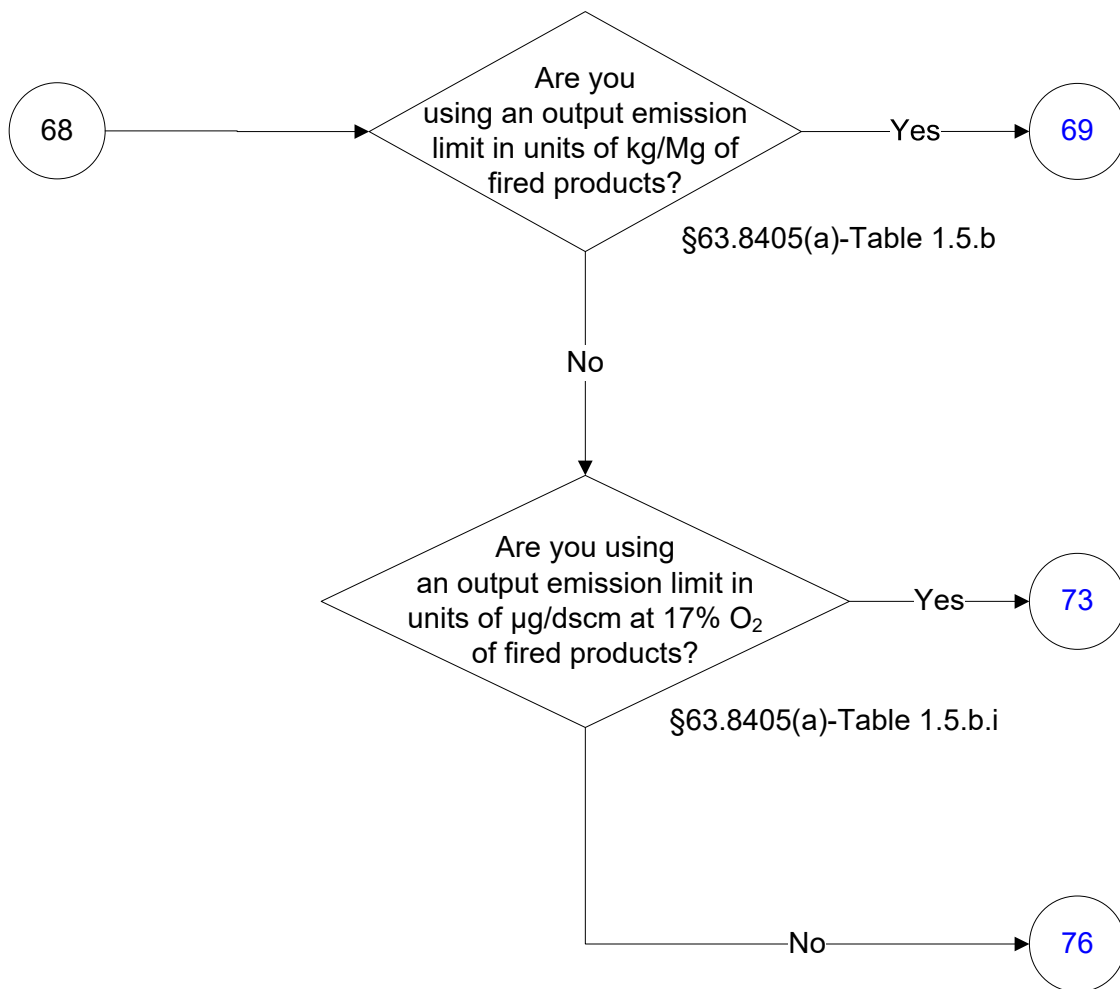 68
Are you
using an output emission
limit in units of kg/Mg of
fired products?
Yes
69
§63.8405(a)-Table 1.5.b
No
Are you using
an output emission limit in
units of µg/dscm at 17% O₂
of fired products?
Yes
73
§63.8405(a)-Table 1.5.b.i
No
76